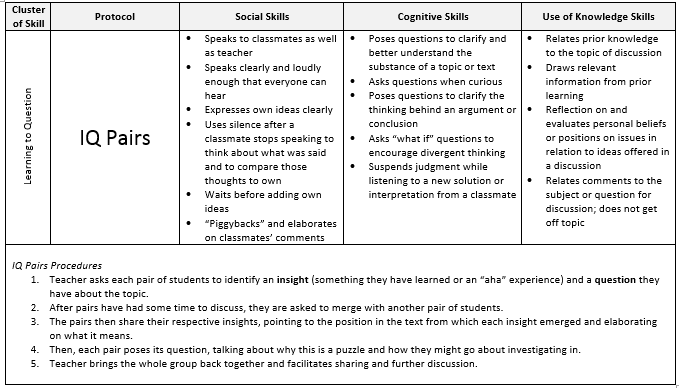 Cluster
of Skill
Protocol
Social Skills
Cognitive Skills
Use of Knowledge Skills
Learning to Question
IQ Pairs
• Speaks to classmates as well
as teacher
• Speaks clearly and loudly
enough that everyone can
hear
• Expresses own ideas clearly
• Uses silence after a
classmate stops speaking to
think about what was said
and to compare those
thoughts to own
• Waits before adding own
ideas
• “Piggybacks” and elaborates
on classmates’ comments
• Poses questions to clarify and
better understand the
substance of a topic or text
• Asks questions when curious
• Poses questions to clarify the
thinking behind an argument or
conclusion
• Asks “what if” questions to
encourage divergent thinking
• Suspends judgment while
listening to a new solution or
interpretation from a classmate
• Relates prior knowledge
to the topic of discussion
• Draws relevant
information from prior
learning
• Reflection on and
evaluates personal beliefs
or positions on issues in
relation to ideas offered in
a discussion
• Relates comments to the
subject or question for
discussion; does not get
off topic
IQ Pairs Procedures
1. Teacher asks each pair of students to identify an insight (something they have learned or an “aha” experience) and a question they
have about the topic.
2. After pairs have had some time to discuss, they are asked to merge with another pair of students.
3. The pairs then share their respective insights, pointing to the position in the text from which each insight emerged and elaborating
on what it means.
4. Then, each pair poses its question, talking about why this is a puzzle and how they might go about investigating in.
5. Teacher brings the whole group back together and facilitates sharing and further discussion.